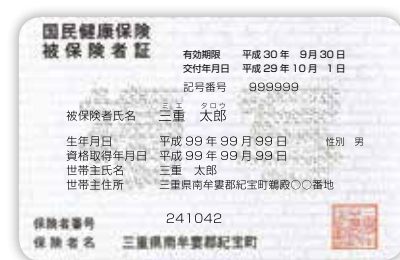 国民健康保険
被保険者証
有効期限 平成30年 9月30日
交付年月日 平成29年10月 1日
記号番号 999999
ミエ タロウ
被保険者氏名 三重 太郎
生年月日 平成99年99月99日 性別 男
資格取得年月日 平成99年99月99日
世帯主氏名 三重 太郎
世帯主住所 三重県南牟婁郡紀宝町鵜殿○○番地
保険者番号 241042
保険者名 三重県南牟婁郡紀宝町